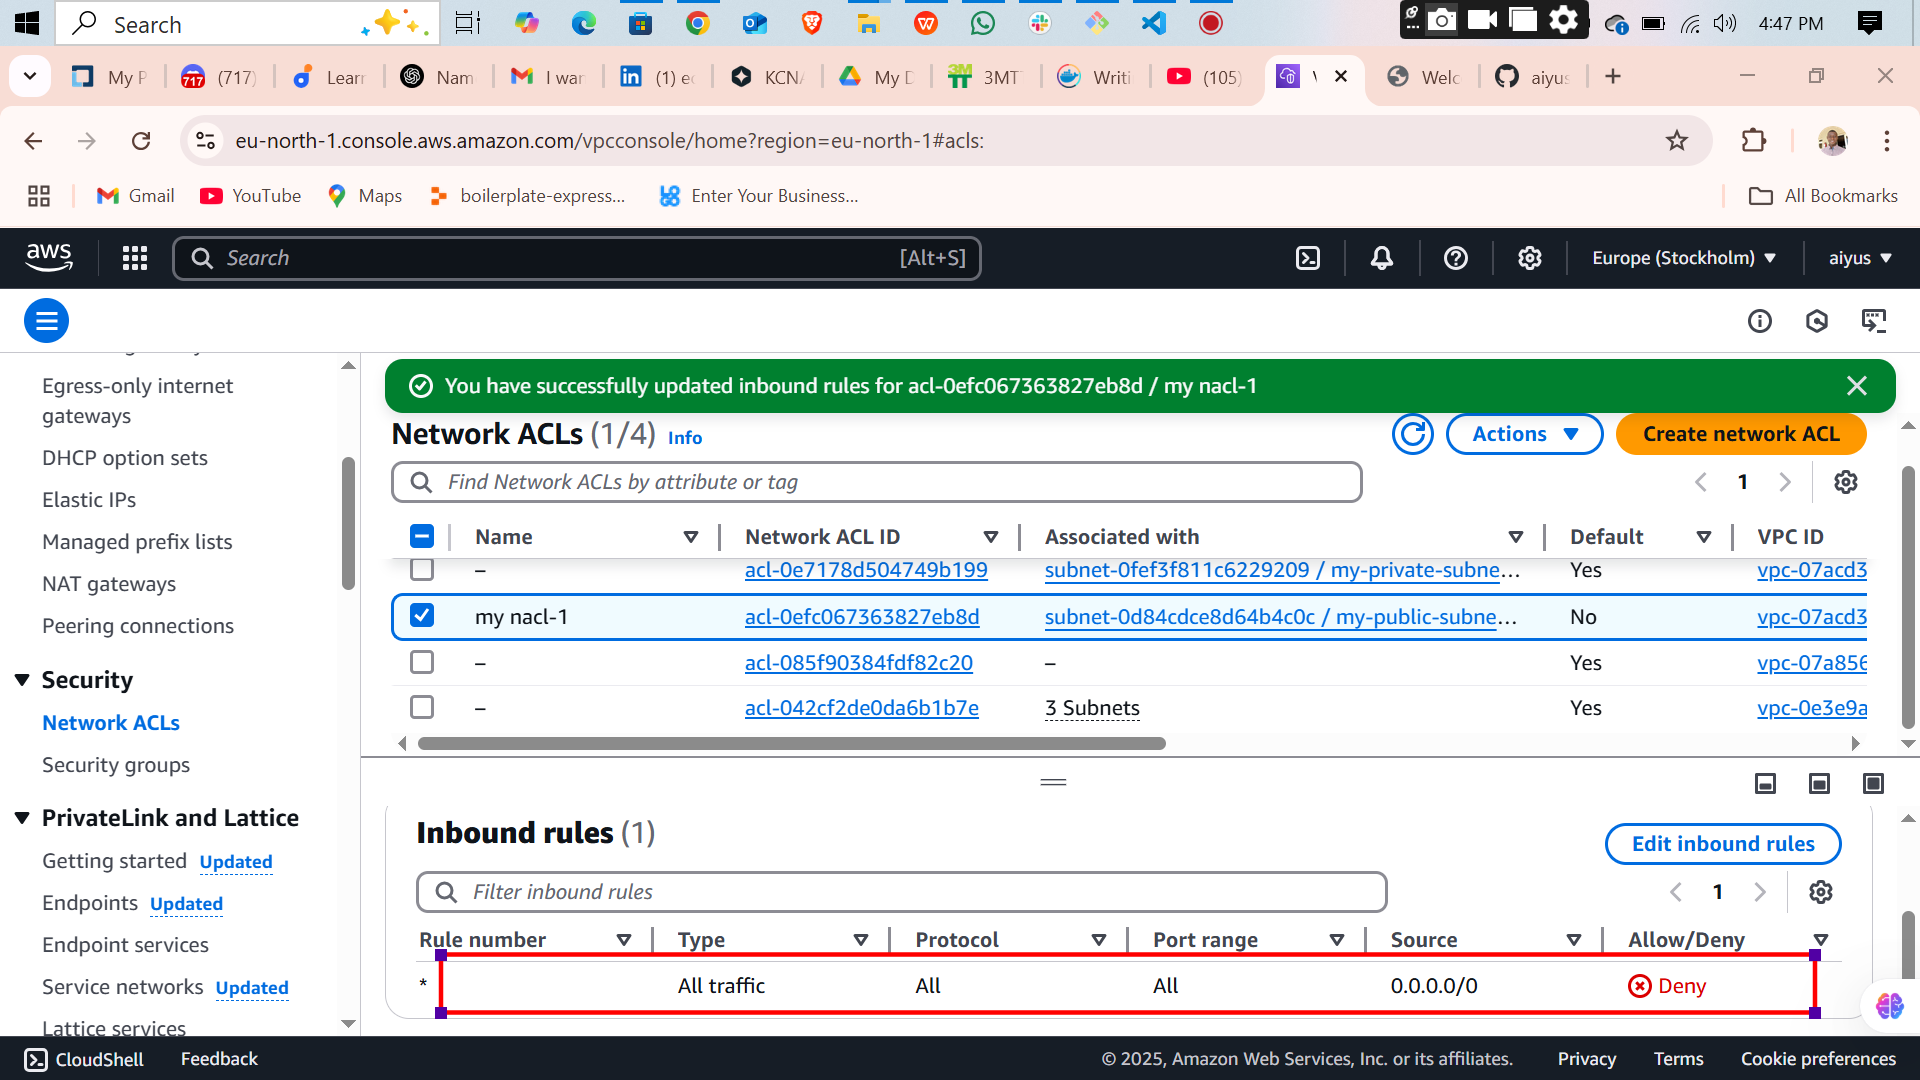 Search
4:47 PM
My P
(717)
Learn
Nam
I war
(1)
KCNA
My D
3MT
Writi
(105)
Welc
aiyus
eu-north-1.console.aws.amazon.com/vpcconsole/home?region=eu-north-1#acls:
Gmail
YouTube
Maps
boilerplate-express...
Enter Your Business...
All Bookmarks
aws
Search
[Alt+S]
Europe (Stockholm)
aiyus
Egress-only internet
gateways
DHCP option sets
Elastic IPs
Managed prefix lists
NAT gateways
Peering connections
Security
Network ACLs
Security groups
PrivateLink and Lattice
Getting started Updated
Endpoints Updated
Endpoint services
Service networks Updated
Lattice services
You have successfully updated inbound rules for acl-0efc067363827eb8d / my nacl-1
Network ACLs (1/4) Info
Actions
Create network ACL
Find Network ACLs by attribute or tag
1
Name Network ACL ID Associated with Default VPC ID
– acl-0e7178d504749b199 subnet-0fef3f811c6229209 / my-private-subne... Yes vpc-07acd3
my nacl-1 acl-0efc067363827eb8d subnet-0d84cdce8d64b4c0c / my-public-subne... No vpc-07acd3
– acl-085f90384fdf82c20 – Yes vpc-07a856
– acl-042cf2de0da6b1b7e 3 Subnets Yes vpc-0e3e9a
Inbound rules (1)
Edit inbound rules
Filter inbound rules
1
Rule number Type Protocol Port range Source Allow/Deny
* All traffic All All 0.0.0.0/0 Deny
CloudShell
Feedback
© 2025, Amazon Web Services, Inc. or its affiliates.
Privacy
Terms
Cookie preferences